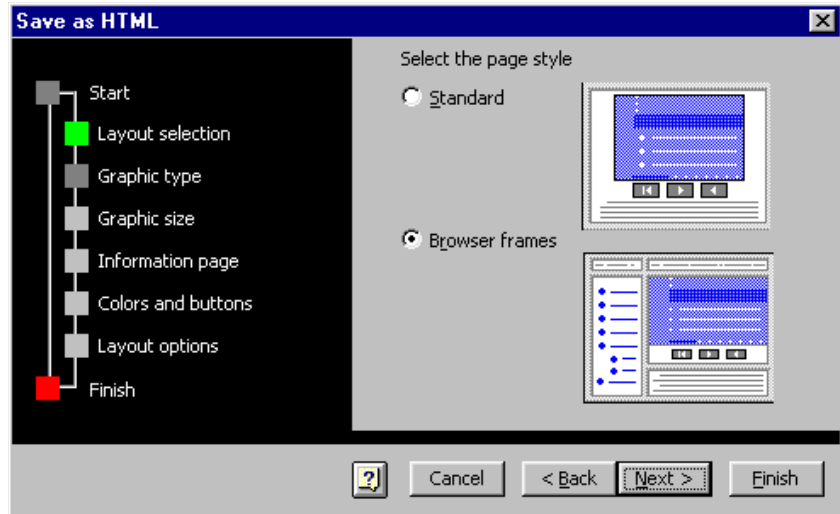 Save as HTML
Start
Layout selection
Graphic type
Graphic size
Information page
Colors and buttons
Layout options
Finish
Select the page style
Standard
Browser frames
Cancel
< Back
Next >
Finish